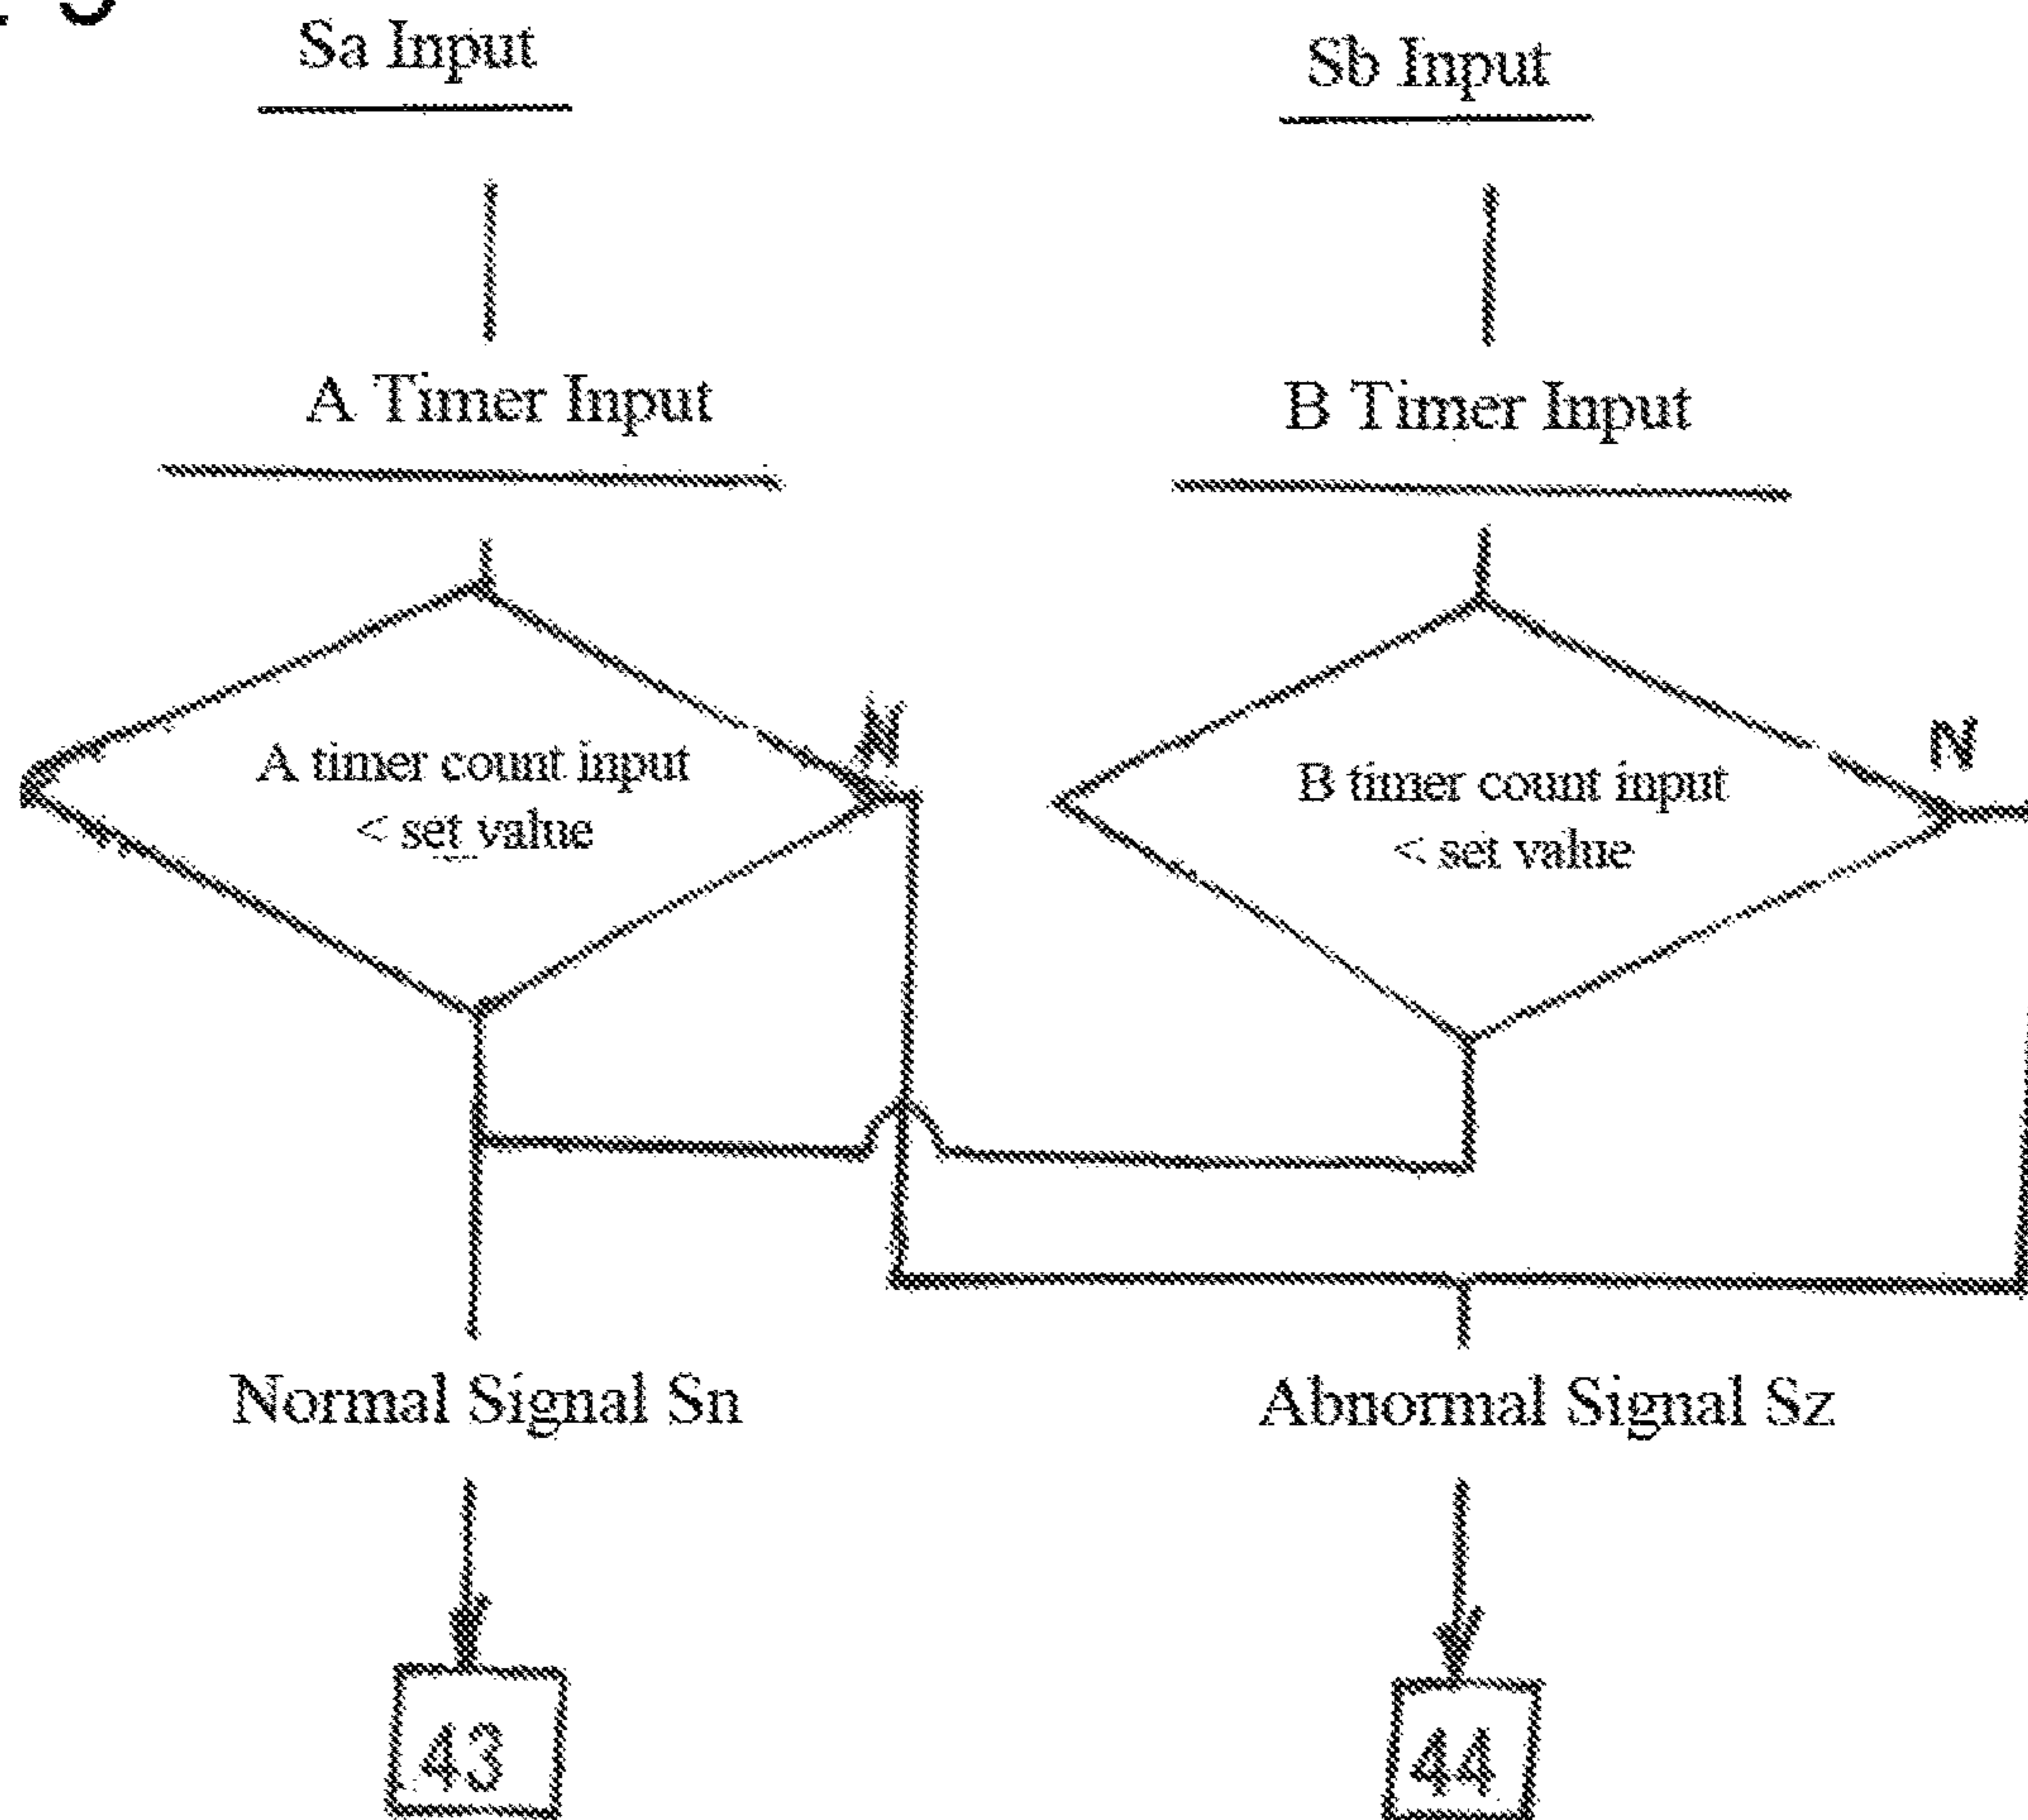 Sa Input
Sb Input
A Timer Input
B Timer Input
N
N
A timer count input
< set value
B timer count input
< set value
Normal Signal Sn
Abnormal Signal Sz
43
44